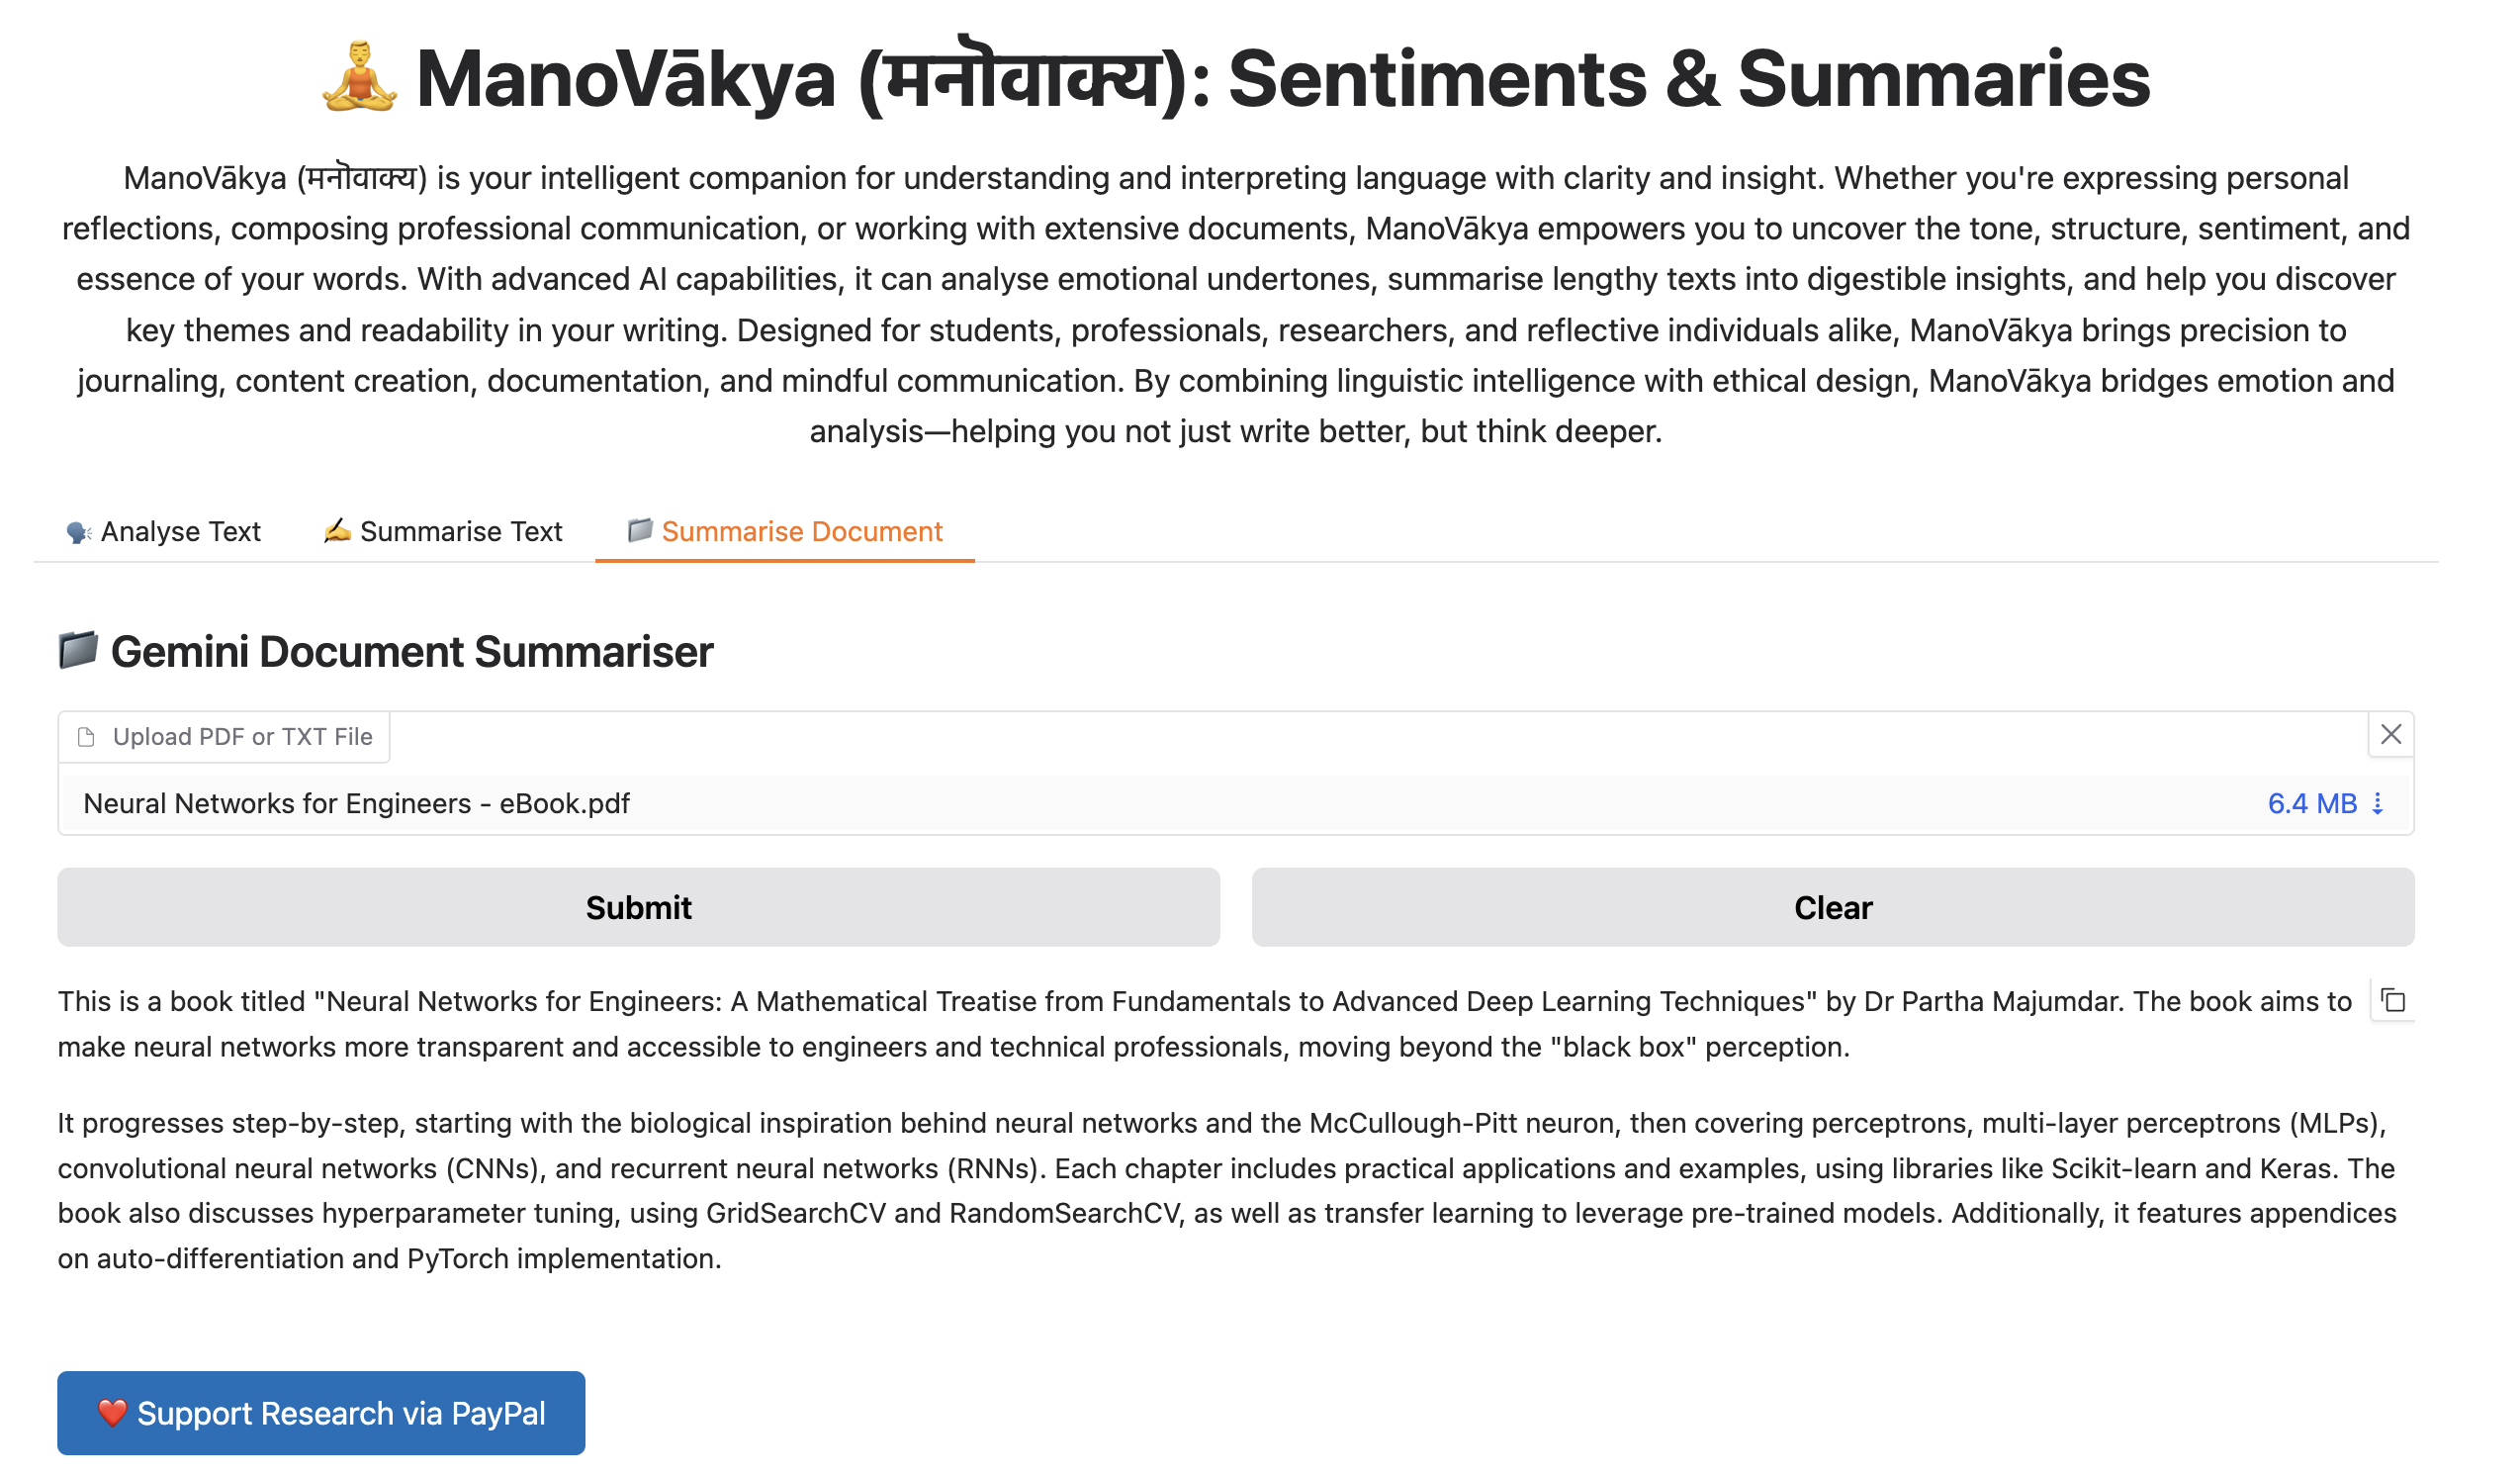 🧘‍♂️ ManoVākya (मनॊवाक्य): Sentiments & Summaries
ManoVākya (मनॊवाक्य) is your intelligent companion for understanding and interpreting language with clarity and insight. Whether you're expressing personal
reflections, composing professional communication, or working with extensive documents, ManoVākya empowers you to uncover the tone, structure, sentiment, and
essence of your words. With advanced AI capabilities, it can analyse emotional undertones, summarise lengthy texts into digestible insights, and help you discover
key themes and readability in your writing. Designed for students, professionals, researchers, and reflective individuals alike, ManoVākya brings precision to
journaling, content creation, documentation, and mindful communication. By combining linguistic intelligence with ethical design, ManoVākya bridges emotion and
analysis—helping you not just write better, but think deeper.
🗣️ Analyse Text ✍️ Summarise Text 📁 Summarise Document
📁 Gemini Document Summariser
Upload PDF or TXT File
Neural Networks for Engineers - eBook.pdf 6.4 MB ⇣
Submit Clear
This is a book titled "Neural Networks for Engineers: A Mathematical Treatise from Fundamentals to Advanced Deep Learning Techniques" by Dr Partha Majumdar. The book aims to
make neural networks more transparent and accessible to engineers and technical professionals, moving beyond the "black box" perception.
It progresses step-by-step, starting with the biological inspiration behind neural networks and the McCullough-Pitt neuron, then covering perceptrons, multi-layer perceptrons (MLPs),
convolutional neural networks (CNNs), and recurrent neural networks (RNNs). Each chapter includes practical applications and examples, using libraries like Scikit-learn and Keras. The
book also discusses hyperparameter tuning, using GridSearchCV and RandomSearchCV, as well as transfer learning to leverage pre-trained models. Additionally, it features appendices
on auto-differentiation and PyTorch implementation.
❤️ Support Research via PayPal